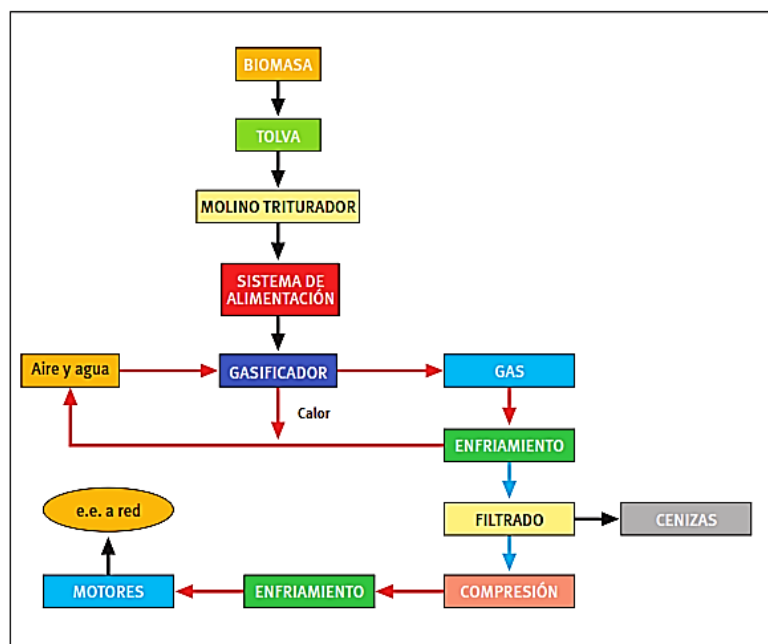 BIOMASA
TOLVA
MOLINO TRITURADOR
SISTEMA DE
ALIMENTACIÓN
Aire y agua
GASIFICADOR
GAS
Calor
ENFRIAMIENTO
e.e. a red
FILTRADO
CENIZAS
MOTORES
ENFRIAMIENTO
COMPRESIÓN